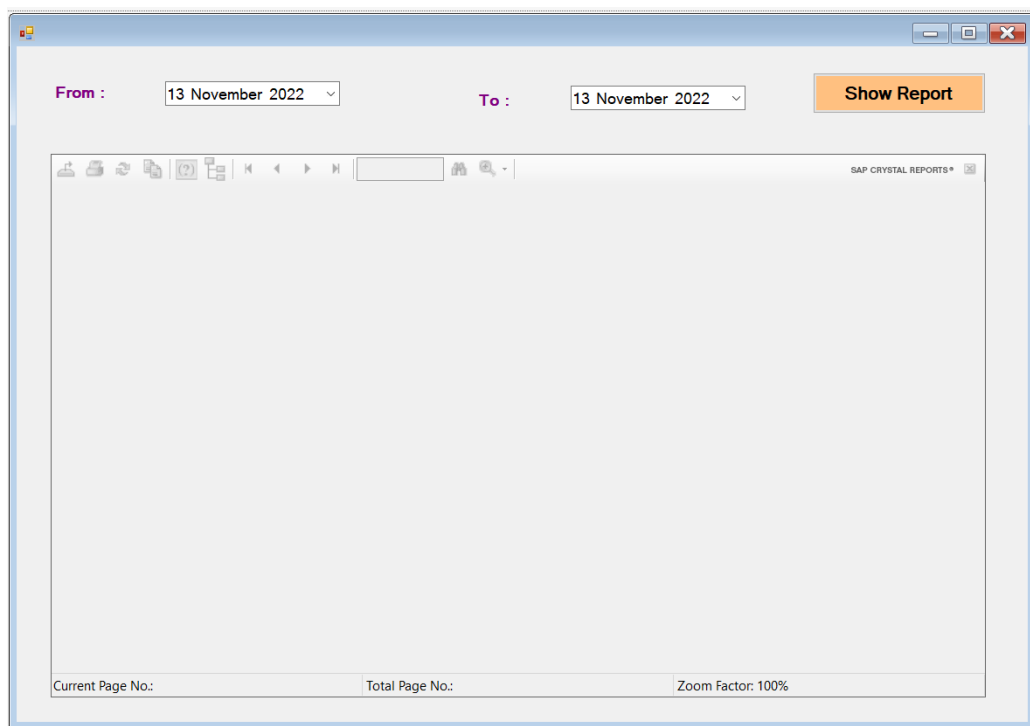 From :
13 November 2022
To :
13 November 2022
Show Report
(?)
SAP CRYSTAL REPORTS®
Current Page No.:
Total Page No.:
Zoom Factor: 100%